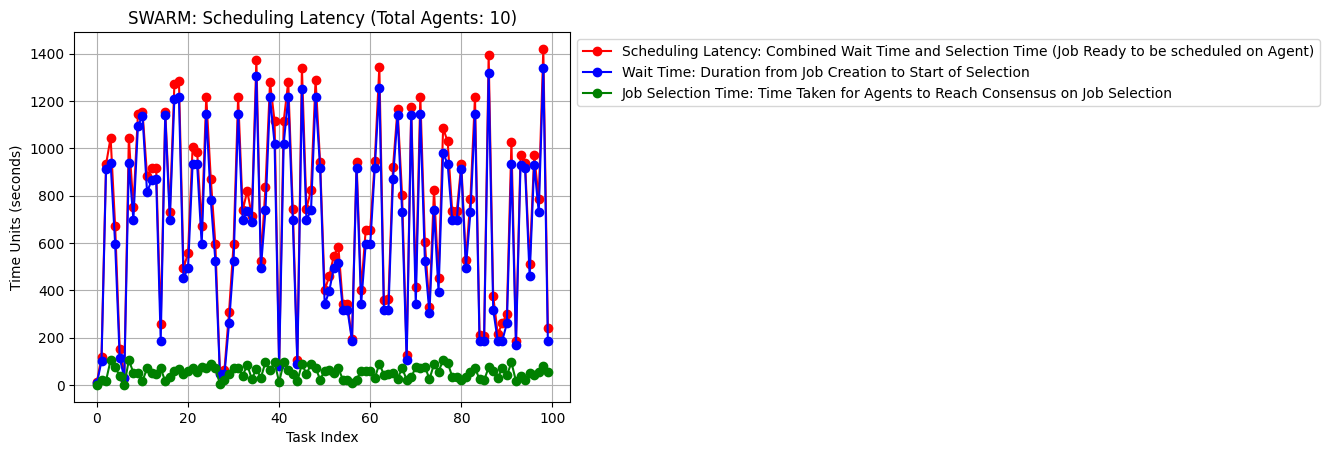 SWARM: Scheduling Latency (Total Agents: 10)
Scheduling Latency: Combined Wait Time and Selection Time (Job Ready to be scheduled on Agent)
Wait Time: Duration from Job Creation to Start of Selection
Job Selection Time: Time Taken for Agents to Reach Consensus on Job Selection
Time Units (seconds)
1400
1200
1000
800
600
400
200
0
0 20 40 60 80 100
Task Index